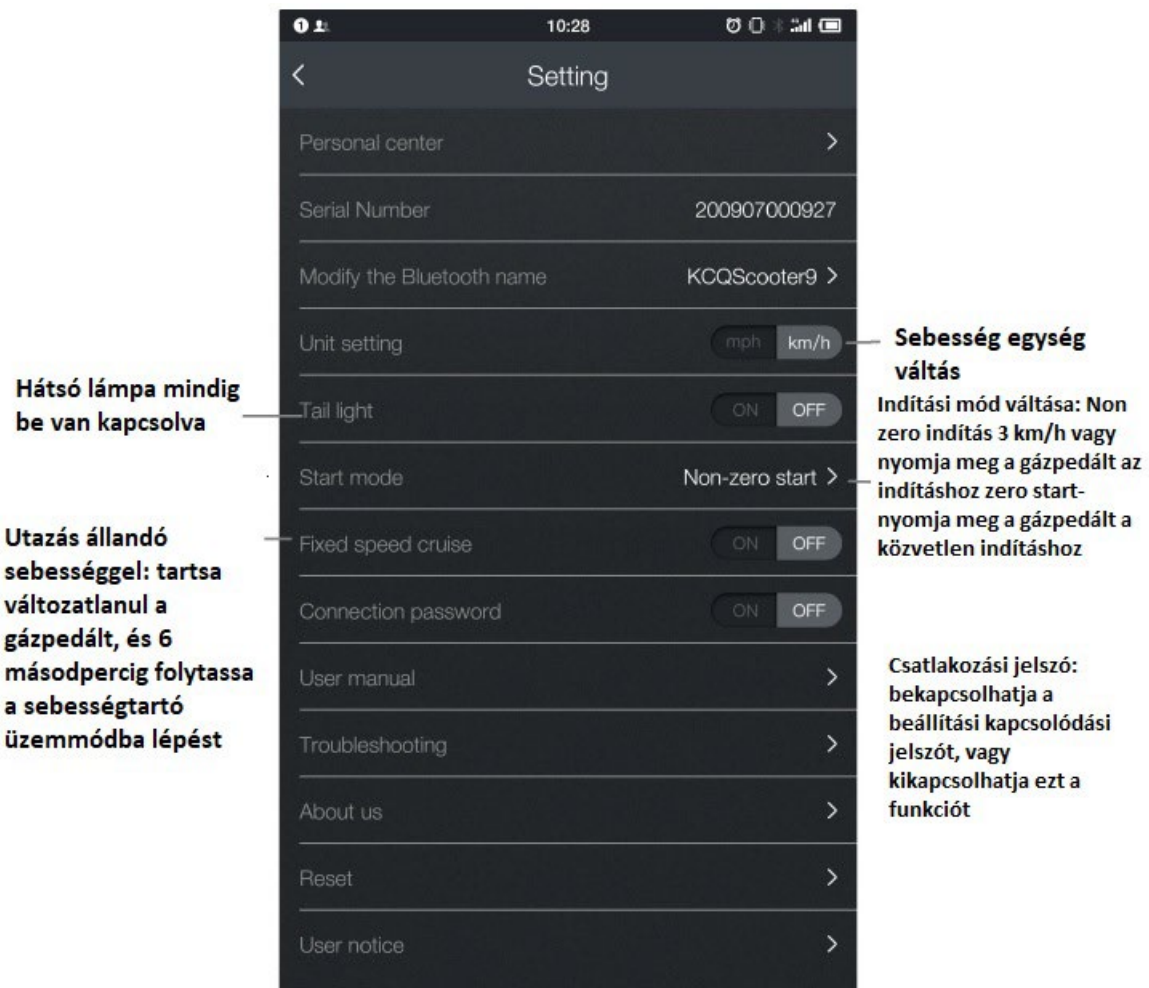 1 10:28
Setting
Personal center
Serial Number 200907000927
Modify the Bluetooth name KCQScooter9
Unit setting mph km/h
Tail light ON OFF
Start mode Non-zero start
Fixed speed cruise ON OFF
Connection password ON OFF
User manual
Troubleshooting
About us
Reset
User notice
Hátsó lámpa mindig
be van kapcsolva
Utazás állandó
sebességgel: tartsa
változatlanul a
gázpedált, és 6
másodpercig folytassa
a sebességtartó
üzemmódba lépést
Sebesség egység
váltás
Indítási mód váltása: Non
zero indítás 3 km/h vagy
nyomja meg a gázpedált az
indításhoz zero start-
nyomja meg a gázpedált a
közvetlen indításhoz
Csatlakozási jelszó:
bekapcsolhatja a
beállítási kapcsolódási
jelszót, vagy
kikapcsolhatja ezt a
funkciót